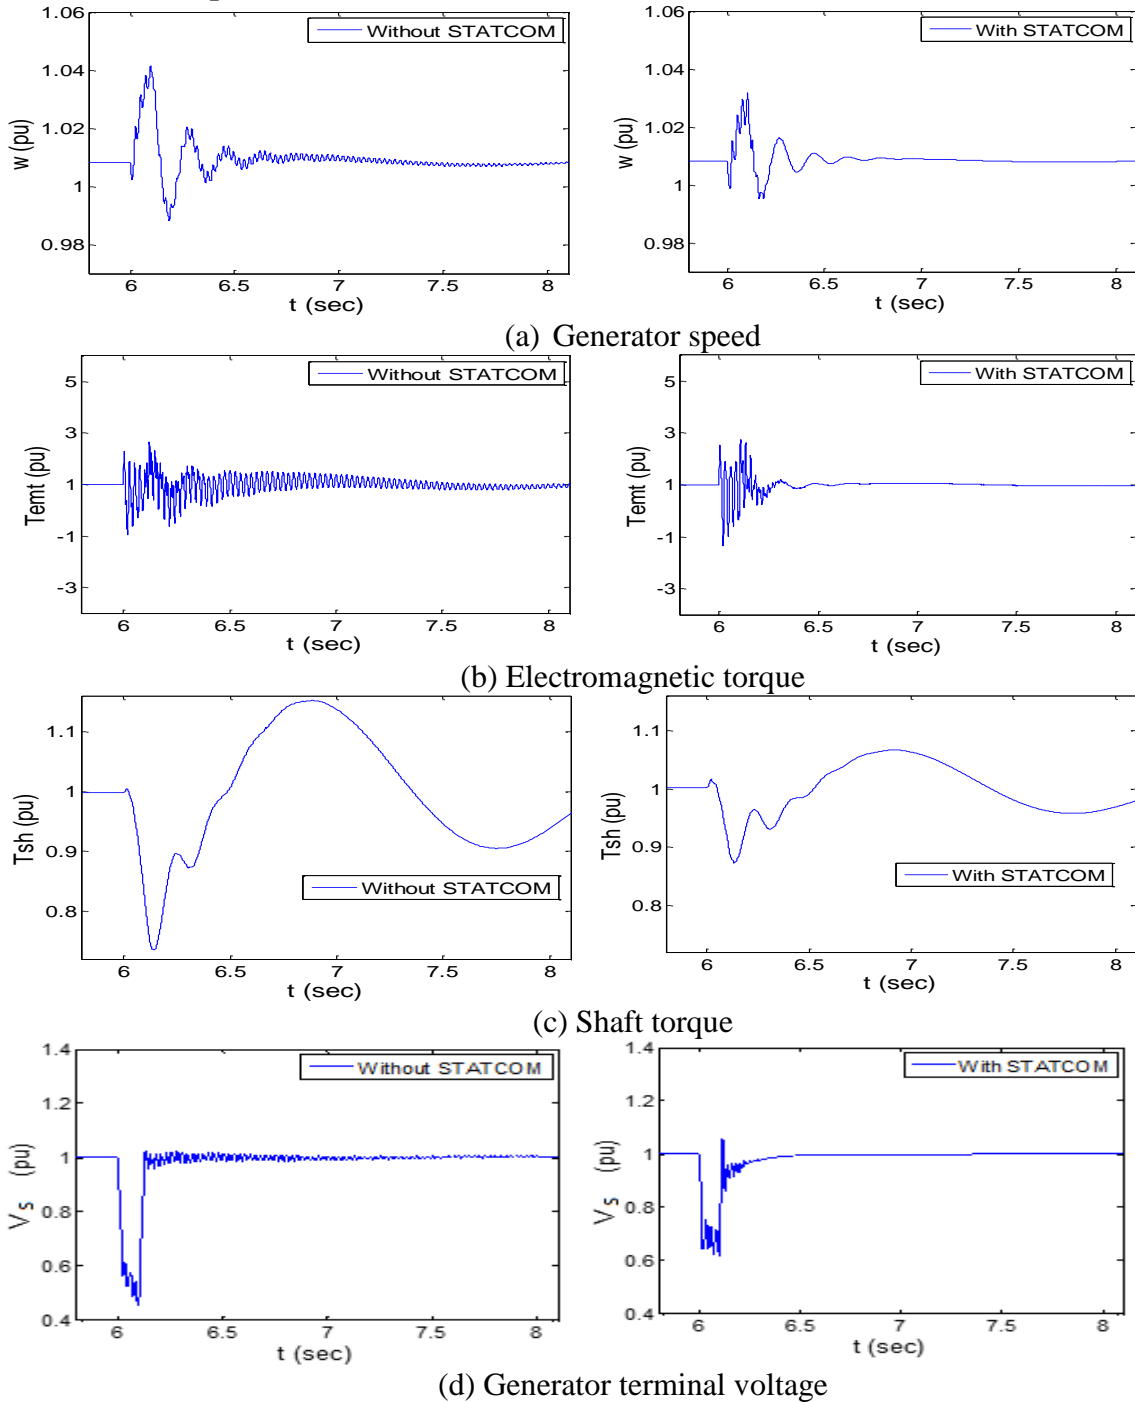 1.06
1.04
1.02
1
0.98
w (pu)
Without STATCOM
6
6.5
7
7.5
8
t (sec)
1.06
1.04
1.02
1
0.98
w (pu)
With STATCOM
6
6.5
7
7.5
8
t (sec)
(a) Generator speed
5
3
1
-1
-3
Temt (pu)
Without STATCOM
6
6.5
7
7.5
8
t (sec)
5
3
1
-1
-3
Temt (pu)
With STATCOM
6
6.5
7
7.5
8
t (sec)
(b) Electromagnetic torque
1.1
1
0.9
0.8
Tsh (pu)
Without STATCOM
6
6.5
7
7.5
8
t (sec)
1.1
1
0.9
0.8
Tsh (pu)
With STATCOM
6
6.5
7
7.5
8
t (sec)
(c) Shaft torque
1.4
1.2
1
0.8
0.6
0.4
Vs (pu)
Without STATCOM
6
6.5
7
7.5
8
t (sec)
1.4
1.2
1
0.8
0.6
0.4
Vs (pu)
With STATCOM
6
6.5
7
7.5
8
t (sec)
(d) Generator terminal voltage